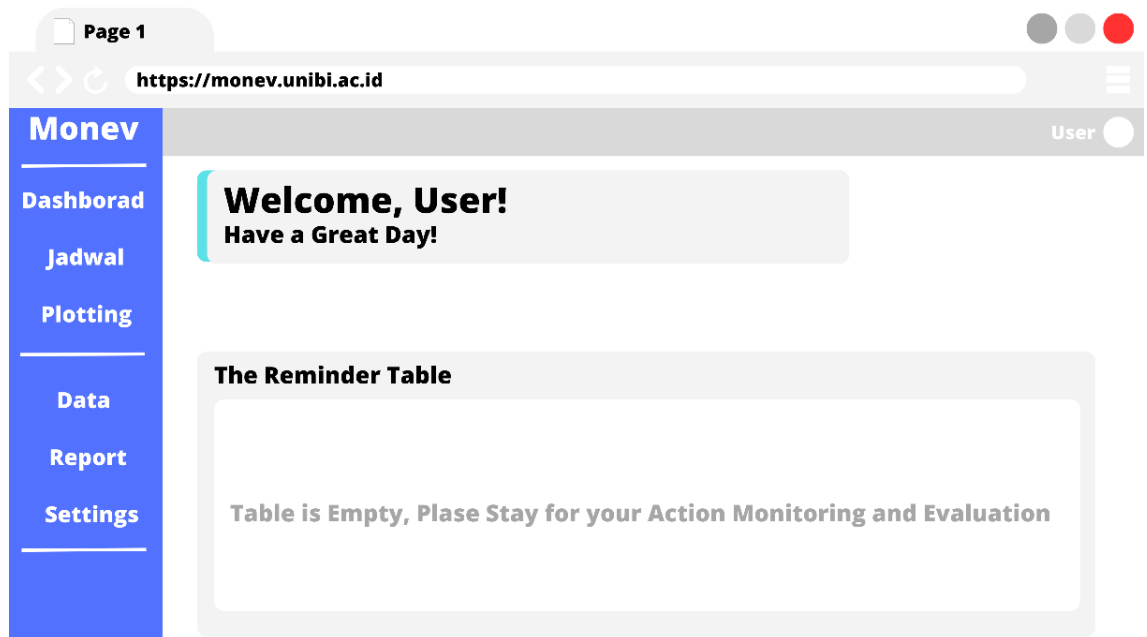 Page 1
https://monev.unibi.ac.id
Monev
User
Dashborad
Jadwal
Plotting
Data
Report
Settings
Welcome, User!
Have a Great Day!
The Reminder Table
Table is Empty, Plase Stay for your Action Monitoring and Evaluation